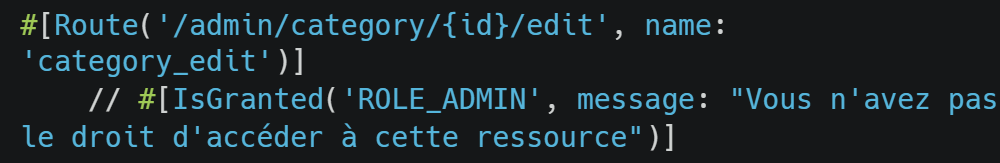 #[Route('/admin/category/{id}/edit', name:
'category_edit')]
    // #[IsGranted('ROLE_ADMIN', message: "Vous n'avez pas
le droit d'accéder à cette ressource")]